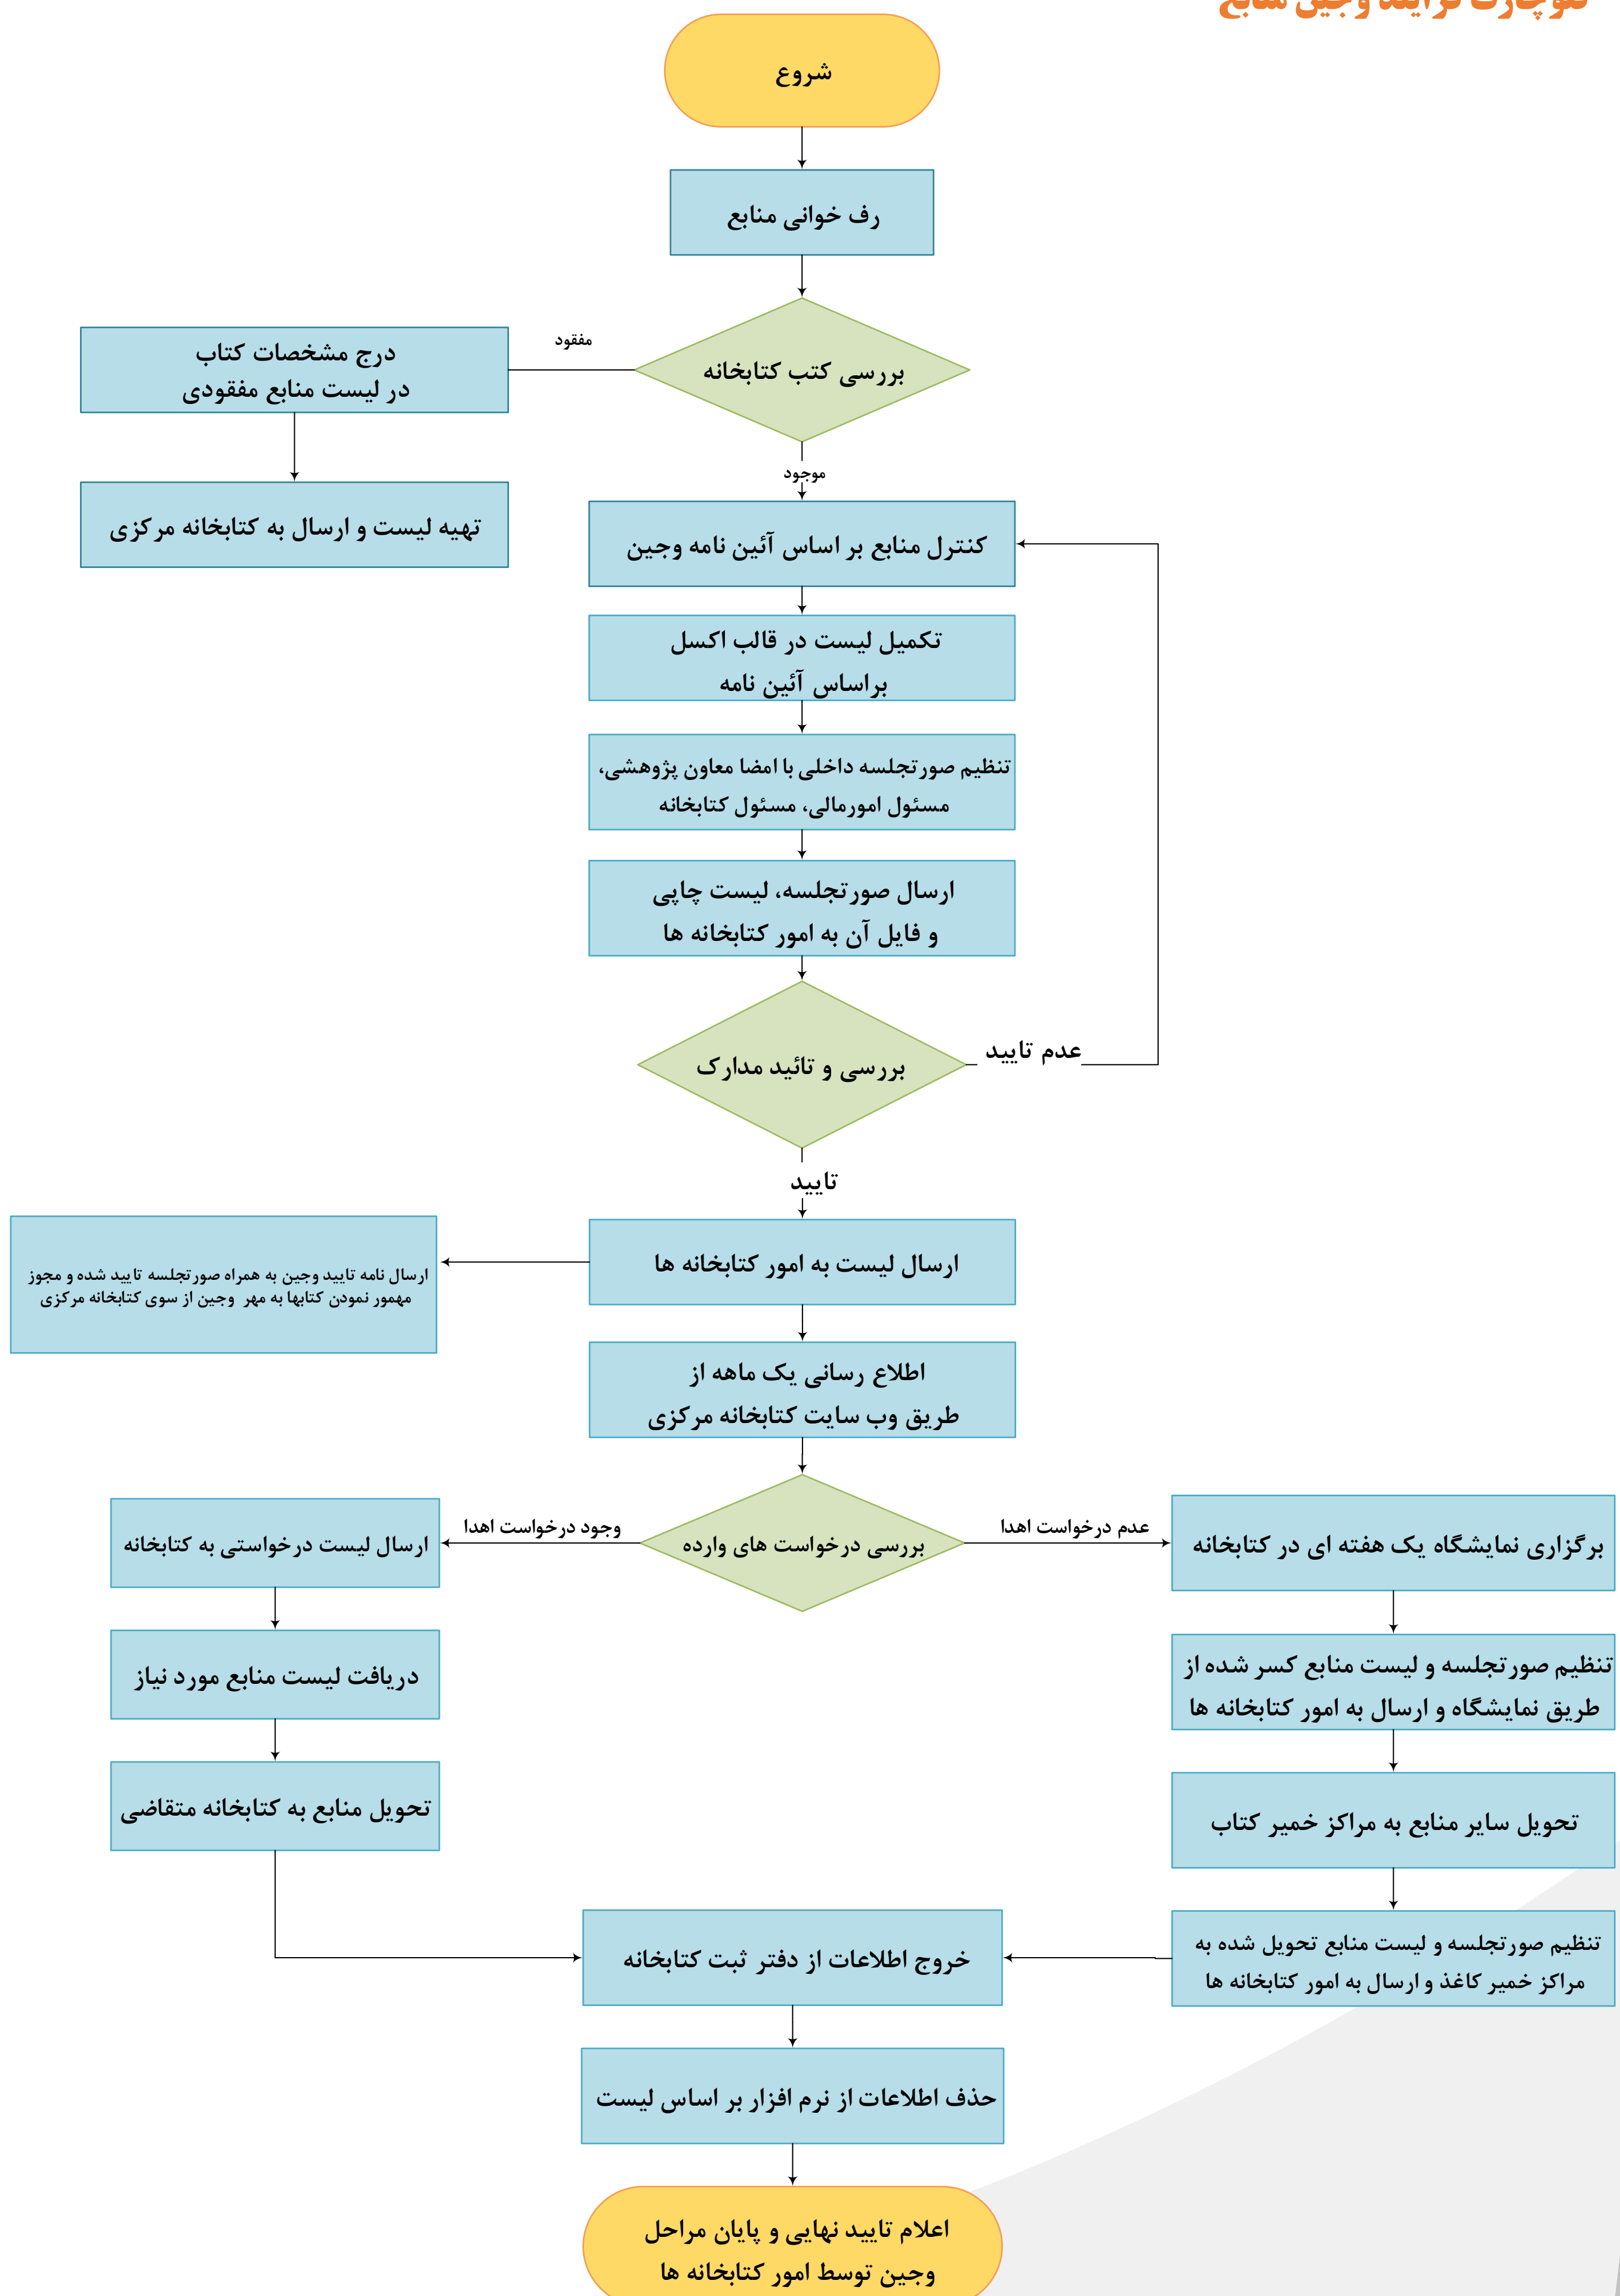 فلوچارت فرآیند وجین منابع
شروع
رف خوانی منابع
بررسی کتب کتابخانه
مفقود
درج مشخصات کتاب
در لیست منابع مفقودی
تهیه لیست و ارسال به کتابخانه مرکزی
موجود
کنترل منابع بر اساس آئین نامه وجین
تکمیل لیست در قالب اکسل
براساس آئین نامه
تنظیم صورتجلسه داخلی با امضا معاون پژوهشی،
مسئول امورمالی، مسئول کتابخانه
ارسال صورتجلسه، لیست چاپی
و فایل آن به امور کتابخانه ها
بررسی و تائید مدارک
عدم تایید
تایید
ارسال لیست به امور کتابخانه ها
ارسال نامه تایید وجین به همراه صورتجلسه تایید شده و مجوز
مهمور نمودن کتابها به مهر وجین از سوی کتابخانه مرکزی
اطلاع رسانی یک ماهه از
طریق وب سایت کتابخانه مرکزی
بررسی درخواست های وارده
عدم درخواست اهدا
برگزاری نمایشگاه یک هفته ای در کتابخانه
تنظیم صورتجلسه و لیست منابع کسر شده از
طریق نمایشگاه و ارسال به امور کتابخانه ها
تحویل سایر منابع به مراکز خمیر کتاب
تنظیم صورتجلسه و لیست منابع تحویل شده به
مراکز خمیر کاغذ و ارسال به امور کتابخانه ها
وجود درخواست اهدا
ارسال لیست درخواستی به کتابخانه
دریافت لیست منابع مورد نیاز
تحویل منابع به کتابخانه متقاضی
خروج اطلاعات از دفتر ثبت کتابخانه
حذف اطلاعات از نرم افزار بر اساس لیست
اعلام تایید نهایی و پایان مراحل
وجین توسط امور کتابخانه ها